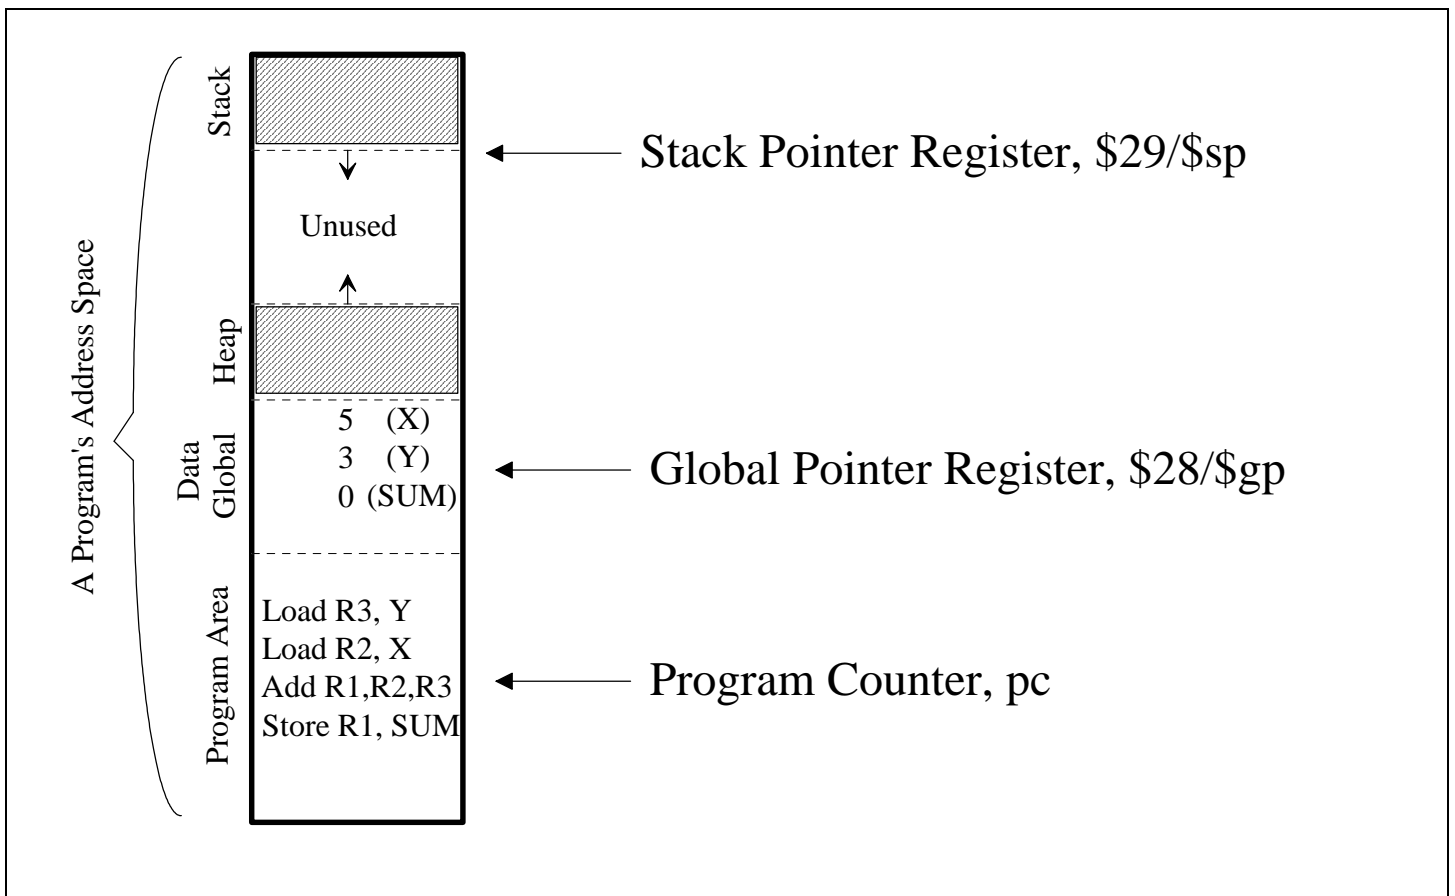 Stack
Stack Pointer Register, $29/$sp
Unused
A Program's Address Space
Heap
5 (X)
3 (Y)
0 (SUM)
Data
Global
Global Pointer Register, $28/$gp
Program Area
Load R3, Y
Load R2, X
Add R1,R2,R3
Store R1, SUM
Program Counter, pc